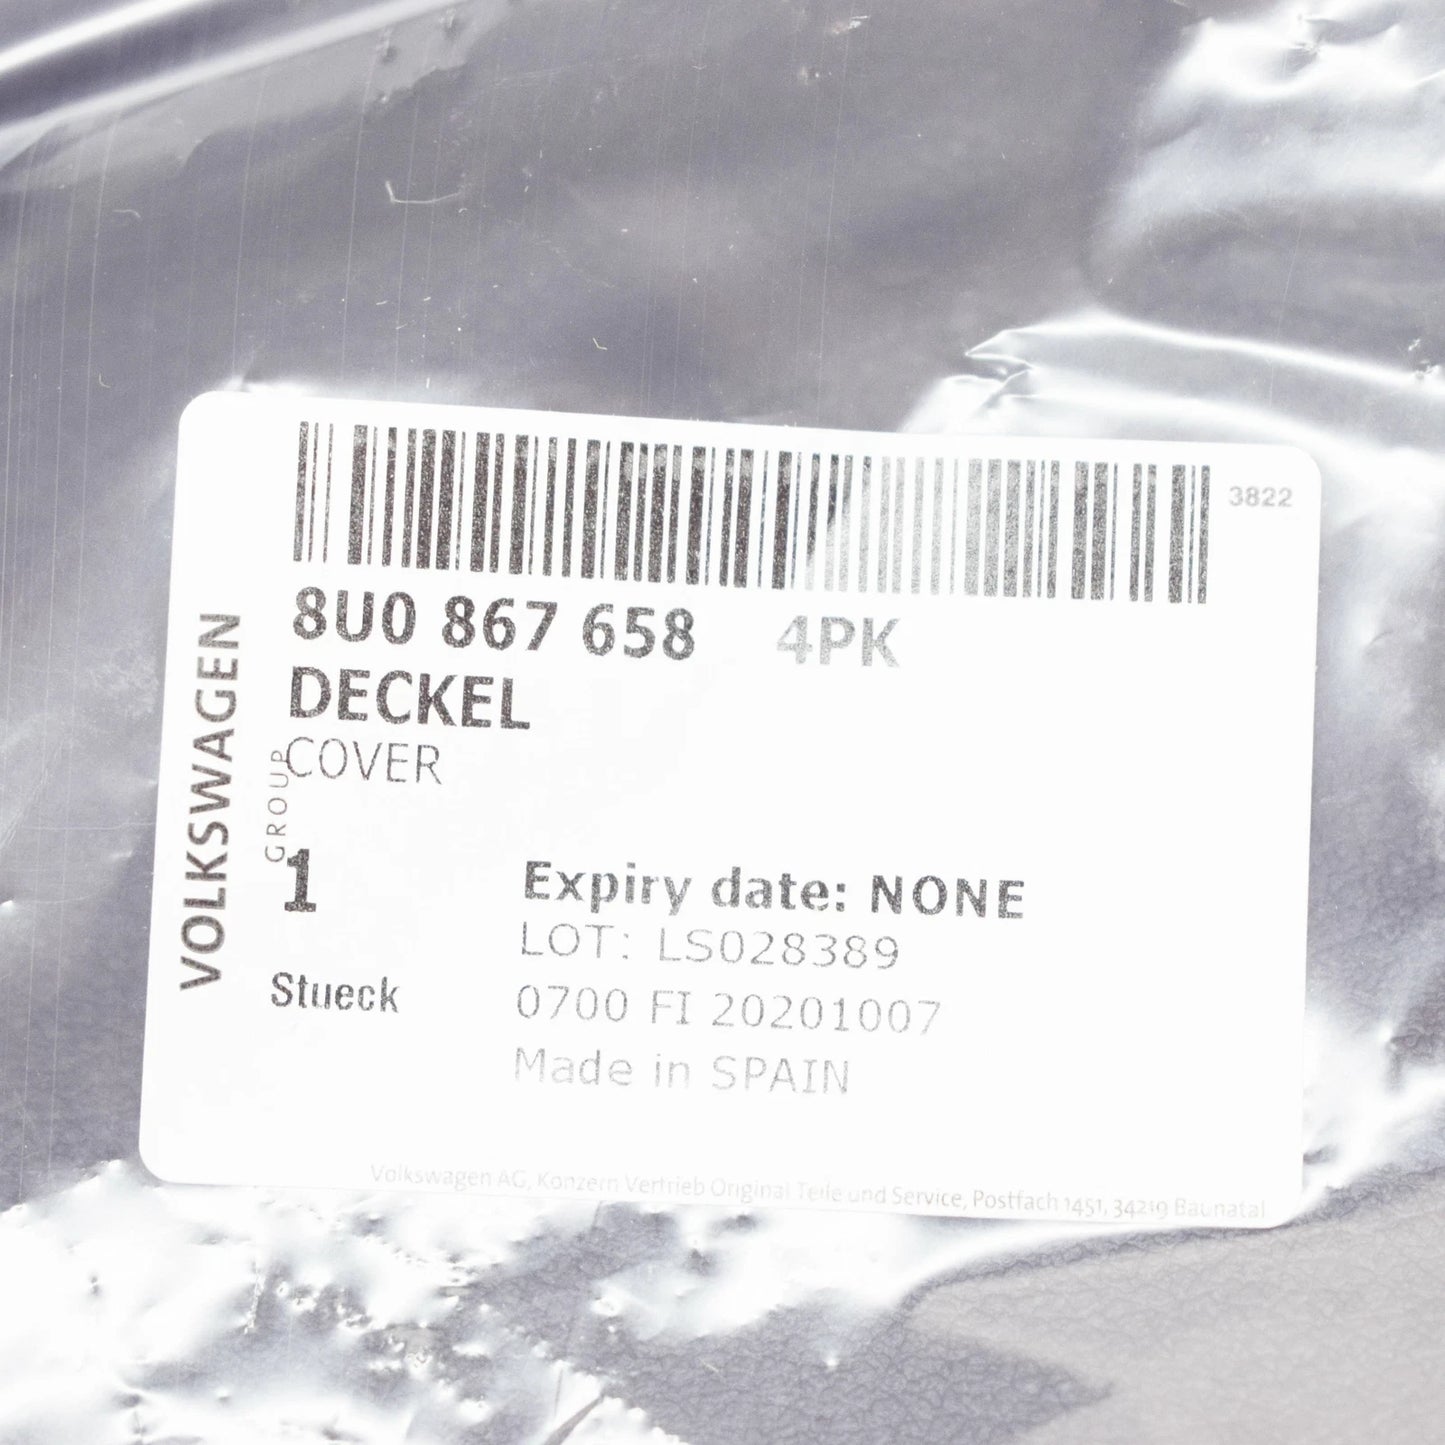 3822
8U0 867 658 4PK
DECKEL
COVER
VOLKSWAGEN
GROUP
1
Stueck
Expiry date: NONE
LOT: LS028389
0700 FI 20201007
Made in SPAIN
Volkswagen AG, Konzern Vertrieb Original Teile und Service, Postfach 1451, 34219 Baunatal